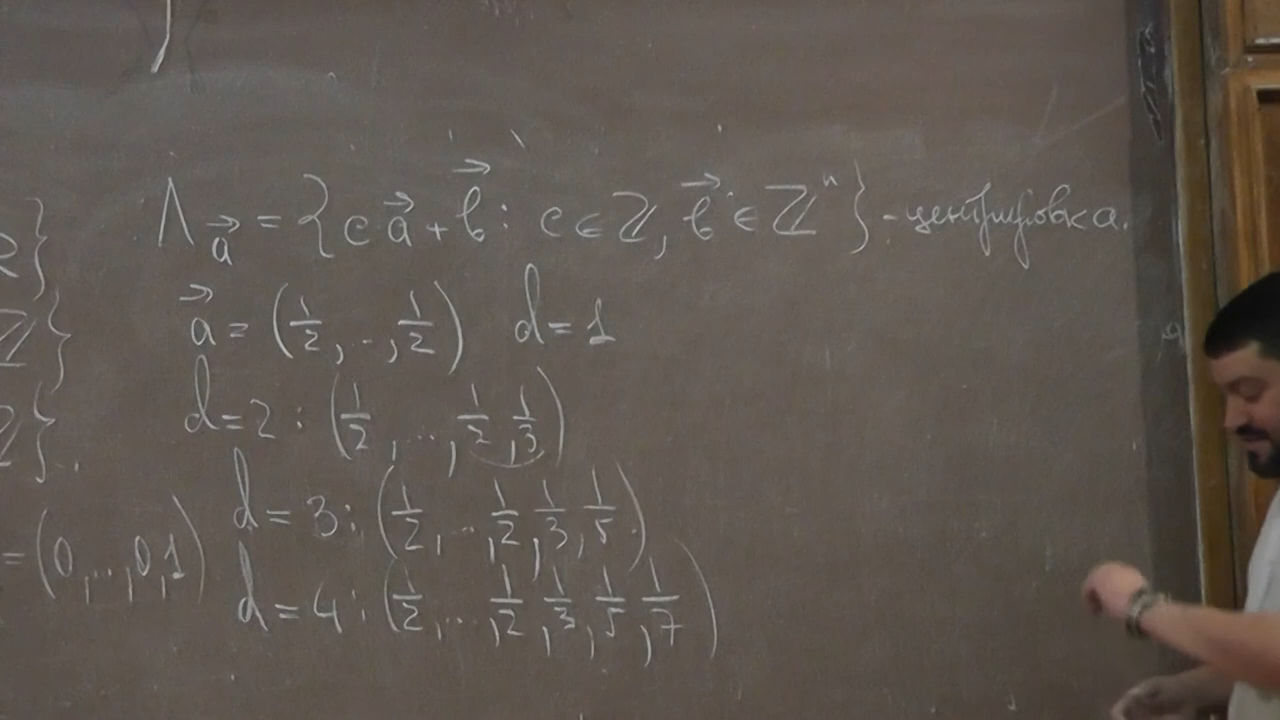 Λ_a⃗ = { c a⃗ + b⃗ : c ∈ ℤ, b⃗ ∈ ℤⁿ } - центрировка.
a⃗ = (1/2, .., 1/2) d = 1
d = 2 : (1/2, ..., 1/2, 1/3)
d = 3 : (1/2, ..., 1/2, 1/3, 1/5)
= (0, ..., 0, 1)
d = 4 : (1/2, ..., 1/2, 1/3, 1/5, 1/7)